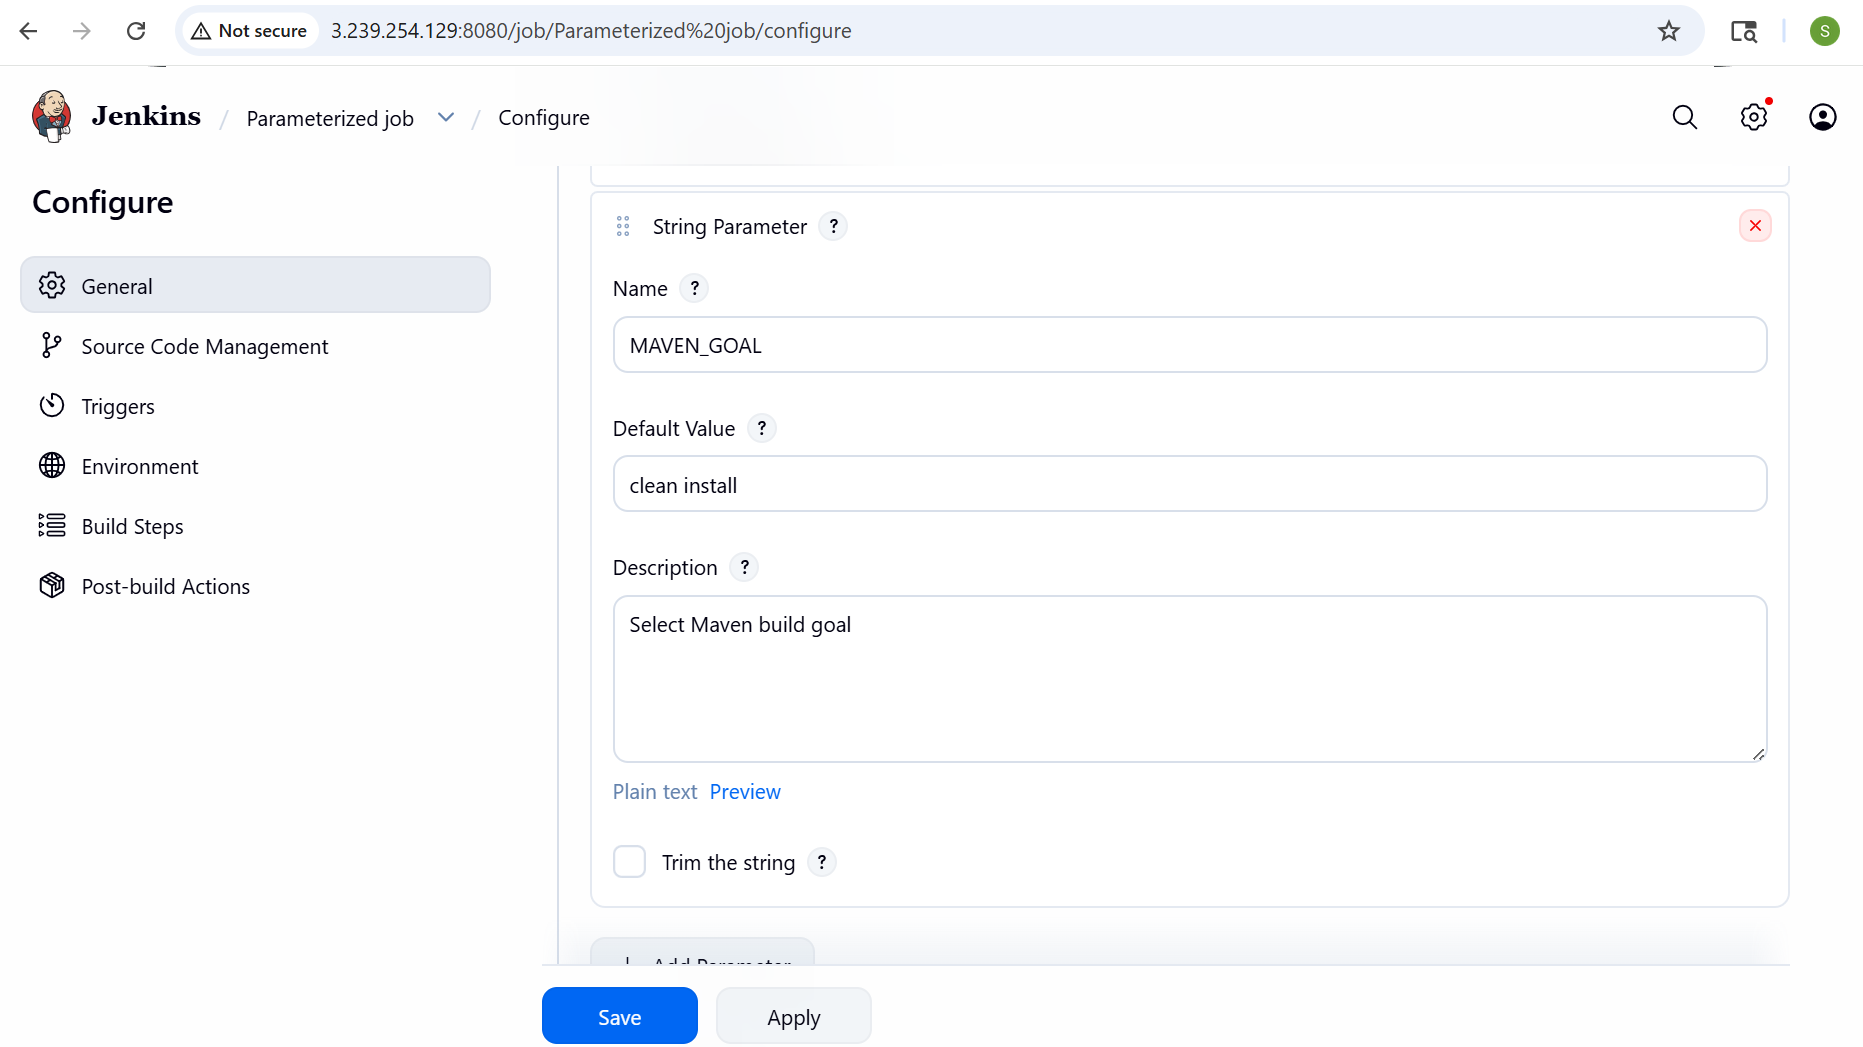 Not secure
3.239.254.129:8080/job/Parameterized%20job/configure
S
Jenkins / Parameterized job / Configure
Configure
General
Source Code Management
Triggers
Environment
Build Steps
Post-build Actions
String Parameter ?
Name ?
MAVEN_GOAL
Default Value ?
clean install
Description ?
Select Maven build goal
Plain text Preview
Trim the string ?
Add Parameter
Save
Apply